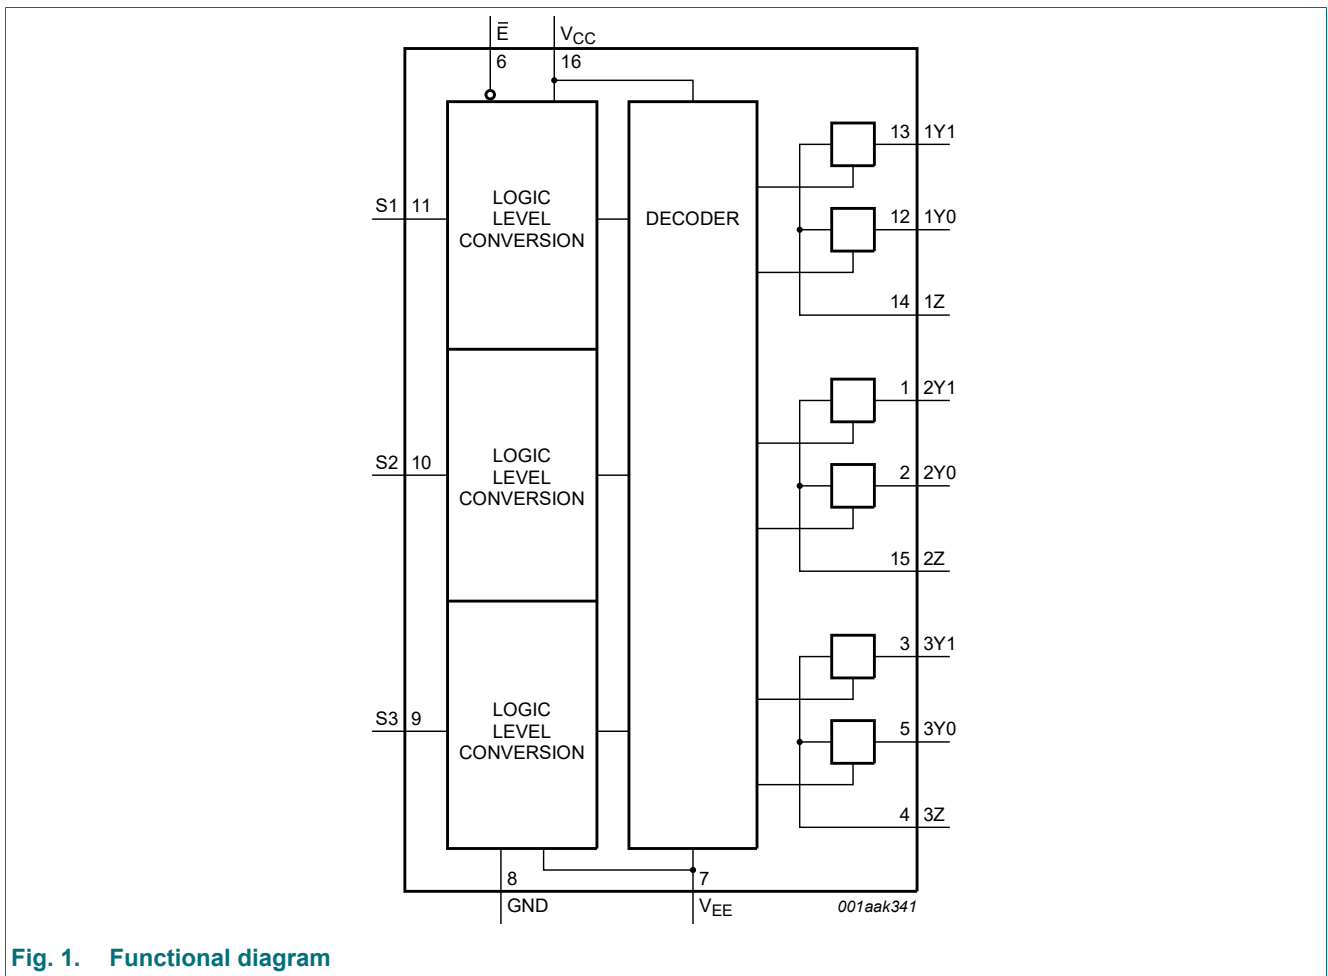 E̅ VCC
6 16
13 1Y1
LOGIC
LEVEL
CONVERSION
S1 11
DECODER
12 1Y0
14 1Z
1 2Y1
LOGIC
LEVEL
CONVERSION
S2 10
2 2Y0
15 2Z
3 3Y1
LOGIC
LEVEL
CONVERSION
S3 9
5 3Y0
4 3Z
8 7
GND VEE 001aak341
Fig. 1. Functional diagram